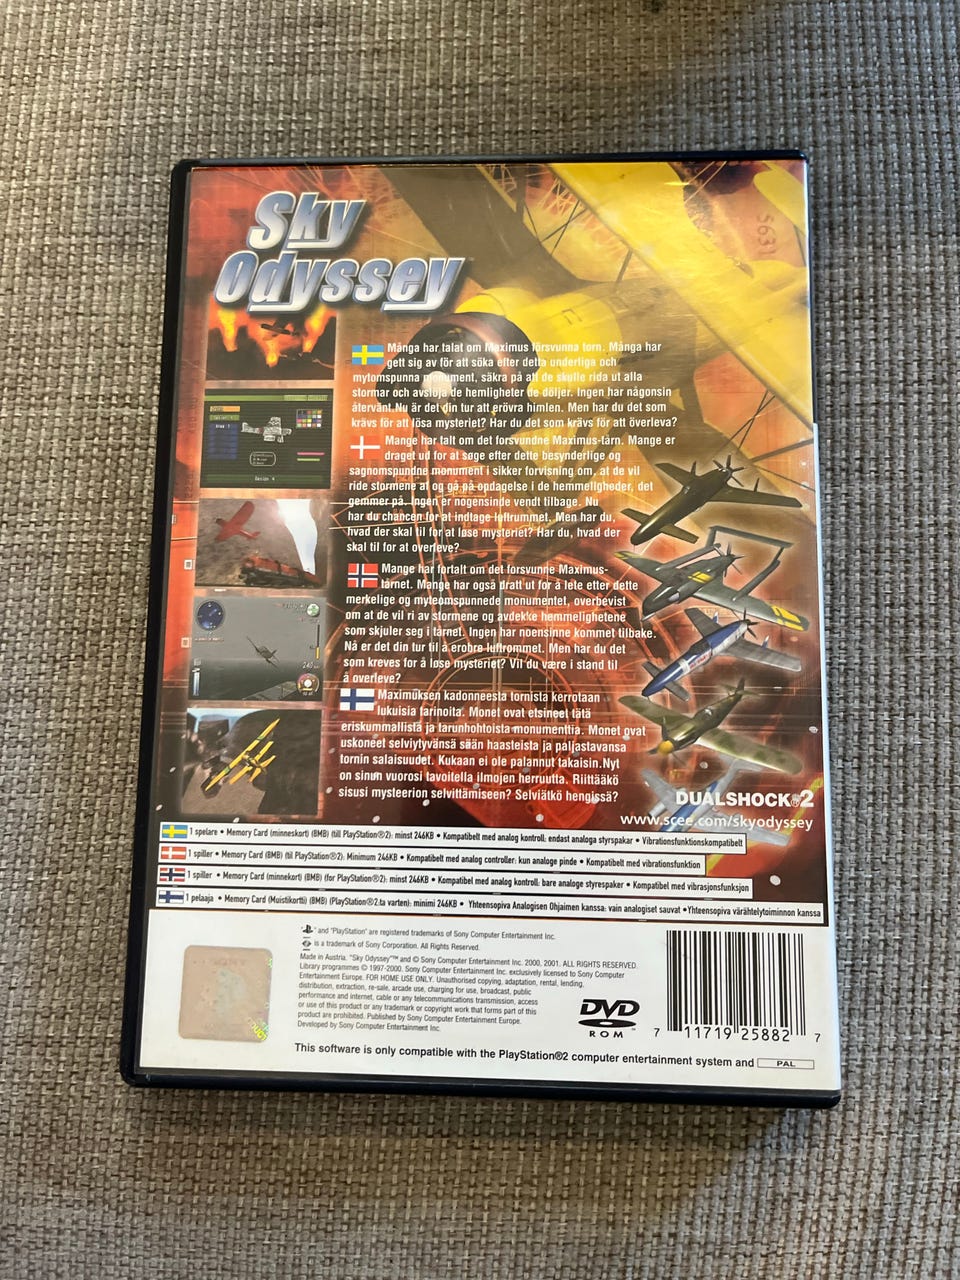 Sky
Odyssey™
S631
Många har talat om Maximus försvunna torn. Många har
gett sig av för att söka efter detta underliga och
mytomspunna monument, säkra på att de skulle rida ut alla
stormar och avslöja de hemligheter de döljer. Ingen har någonsin
återvänt.Nu är det din tur att erövra himlen. Men har du det som
krävs för att lösa mysteriet? Har du det som krävs för att överleva?
Mange har talt om det forsvundne Maximus-tårn. Mange er
draget ud for at søge efter dette besynderlige og
sagnomspundne monument i sikker forvisning om, at de vil
ride stormene af og gå på opdagelse i de hemmeligheder, det
gemmer på. Ingen er nogensinde vendt tilbage. Nu
har du chancen for at indtage luftrummet. Men har du,
hvad der skal til for at løse mysteriet? Har du, hvad der
skal til for at overleve?
Mange har fortalt om det forsvunne Maximus-
tårnet. Mange har også dratt ut for å lete etter dette
merkelige og myteomspunnede monumentet, overbevist
om at de vil ri av stormene og avdekke hemmelighetene
som skjuler seg i tårnet. Ingen har noensinne kommet tilbake.
Nå er det din tur til å erobre luftrommet. Men har du det
som kreves for å løse mysteriet? Vil du være i stand til
å overleve?
Maximuksen kadonneesta tornista kerrotaan
lukuisia tarinoita. Monet ovat etsineet tätä
eriskummallista ja tarunhohtoista monumenttia. Monet ovat
uskoneet selviytyvänsä sään haasteista ja paljastavansa
tornin salaisuudet. Kukaan ei ole palannut takaisin.Nyt
on sinun vuorosi tavoitella ilmojen herruutta. Riittääkö
sisusi mysteerion selvittämiseen? Selviätkö hengissä?
Design 4
240
DUALSHOCK 2
www.scee.com/skyodyssey
1 spelare • Memory Card (minneskort) (8MB) (till PlayStation®2): minst 246KB • Kompatibelt med analog kontroll: endast analoga styrspakar • Vibrationsfunktionskompatibelt
1 spiller • Memory Card (8MB) (til PlayStation®2): Minimum 246KB • Kompatibelt med analog controller: kun analoge pinde • Kompatibelt med vibrationsfunktion
1 spiller • Memory Card (minnekort) (8MB) (for PlayStation®2): minst 246KB • Kompatibel med analog kontroll: bare analoge styrespaker • Kompatibel med vibrasjonsfunksjon
1 pelaaja • Memory Card (Muistikortti) (8MB) (PlayStation®2:ta varten): minimi 246KB • Yhteensopiva Analogisen Ohjaimen kanssa: vain analogiset sauvat •Yhteensopiva värähtelytoiminnon kanssa
" " and "PlayStation" are registered trademarks of Sony Computer Entertainment Inc.
is a trademark of Sony Corporation. All Rights Reserved.
Made in Austria. "Sky Odyssey"™ and © Sony Computer Entertainment Inc. 2000, 2001. ALL RIGHTS RESERVED.
Library programmes © 1997-2000. Sony Computer Entertainment Inc. exclusively licensed to Sony Computer
Entertainment Europe. FOR HOME USE ONLY. Unauthorised copying, adaptation, rental, lending,
distribution, extraction, re-sale, arcade use, charging for use, broadcast, public
performance and internet, cable or any telecommunications transmission, access
or use of this product or any trademark or copyright work that forms part of this
product are prohibited. Published by Sony Computer Entertainment Europe.
Developed by Sony Computer Entertainment Inc.
DVD
ROM
7 11719 25882 7
This software is only compatible with the PlayStation®2 computer entertainment system and PAL